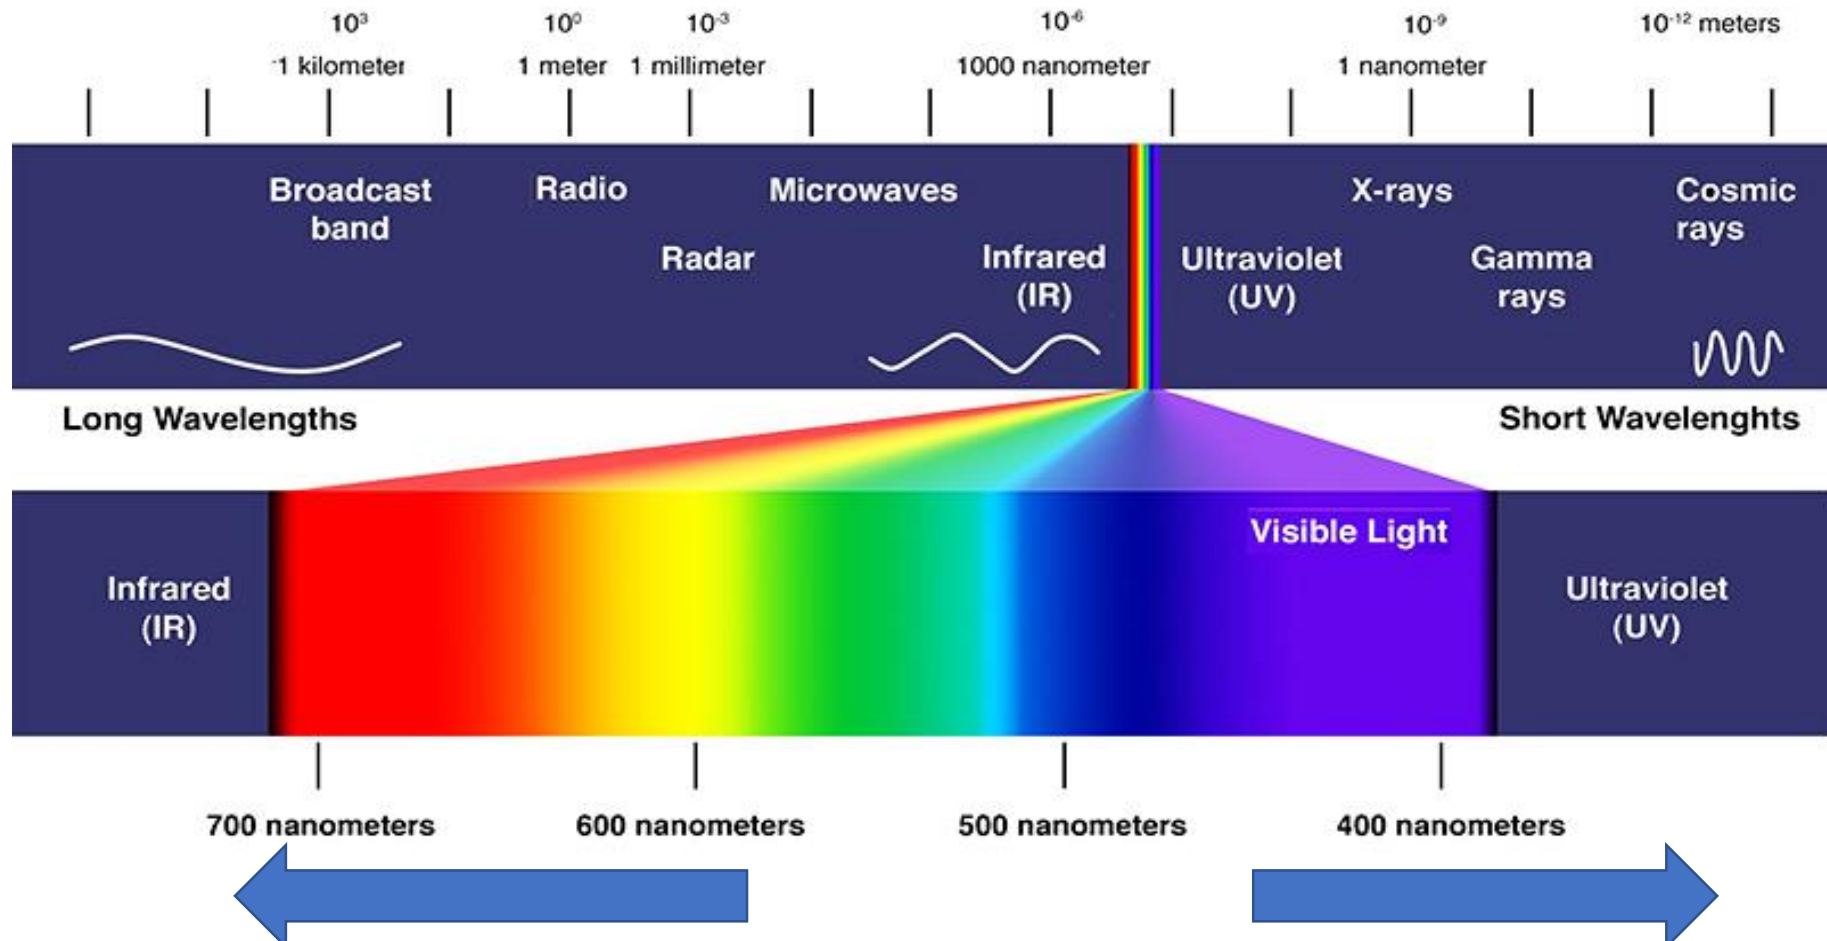 10³ 10⁰ 10⁻³ 10⁻⁶ 10⁻⁹ 10⁻¹² meters
1 kilometer 1 meter 1 millimeter 1000 nanometer 1 nanometer
Broadcast
band
Radio
Radar
Microwaves
Infrared
(IR)
Ultraviolet
(UV)
X-rays
Gamma
rays
Cosmic
rays
Long Wavelengths
Short Wavelenghts
Visible Light
Infrared
(IR)
Ultraviolet
(UV)
700 nanometers 600 nanometers 500 nanometers 400 nanometers